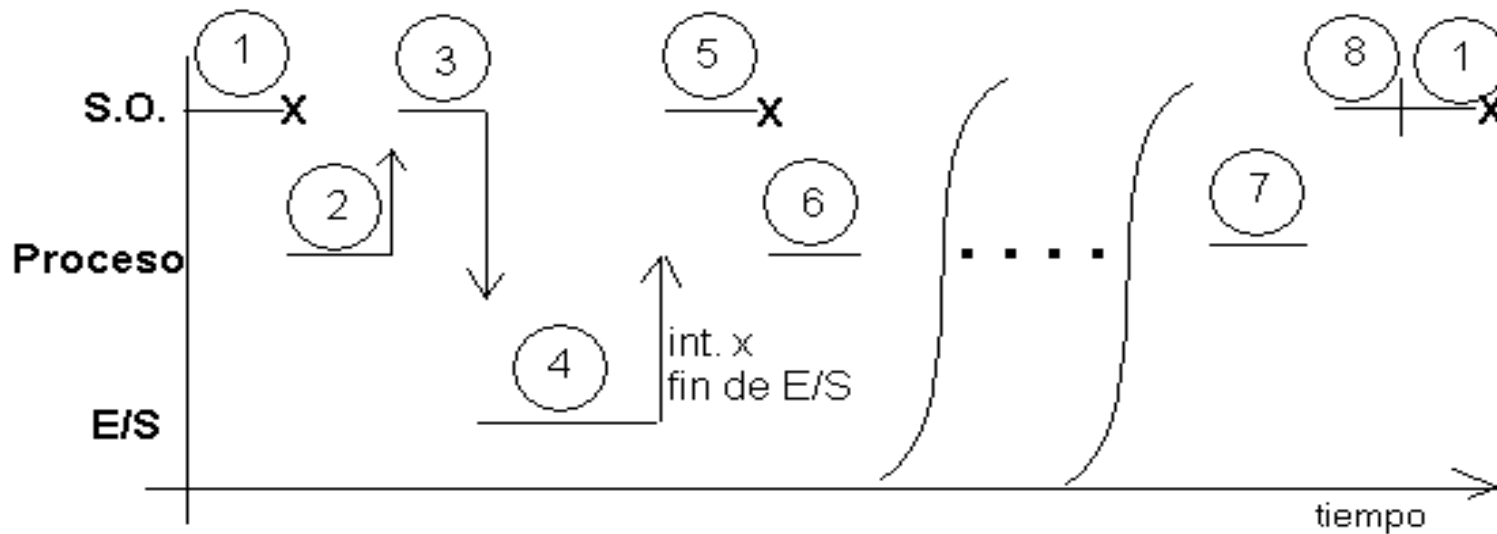 1
3
5
8
1
S.O.
X
X
X
2
6
7
Proceso
4
int. x
fin de E/S
E/S
tiempo